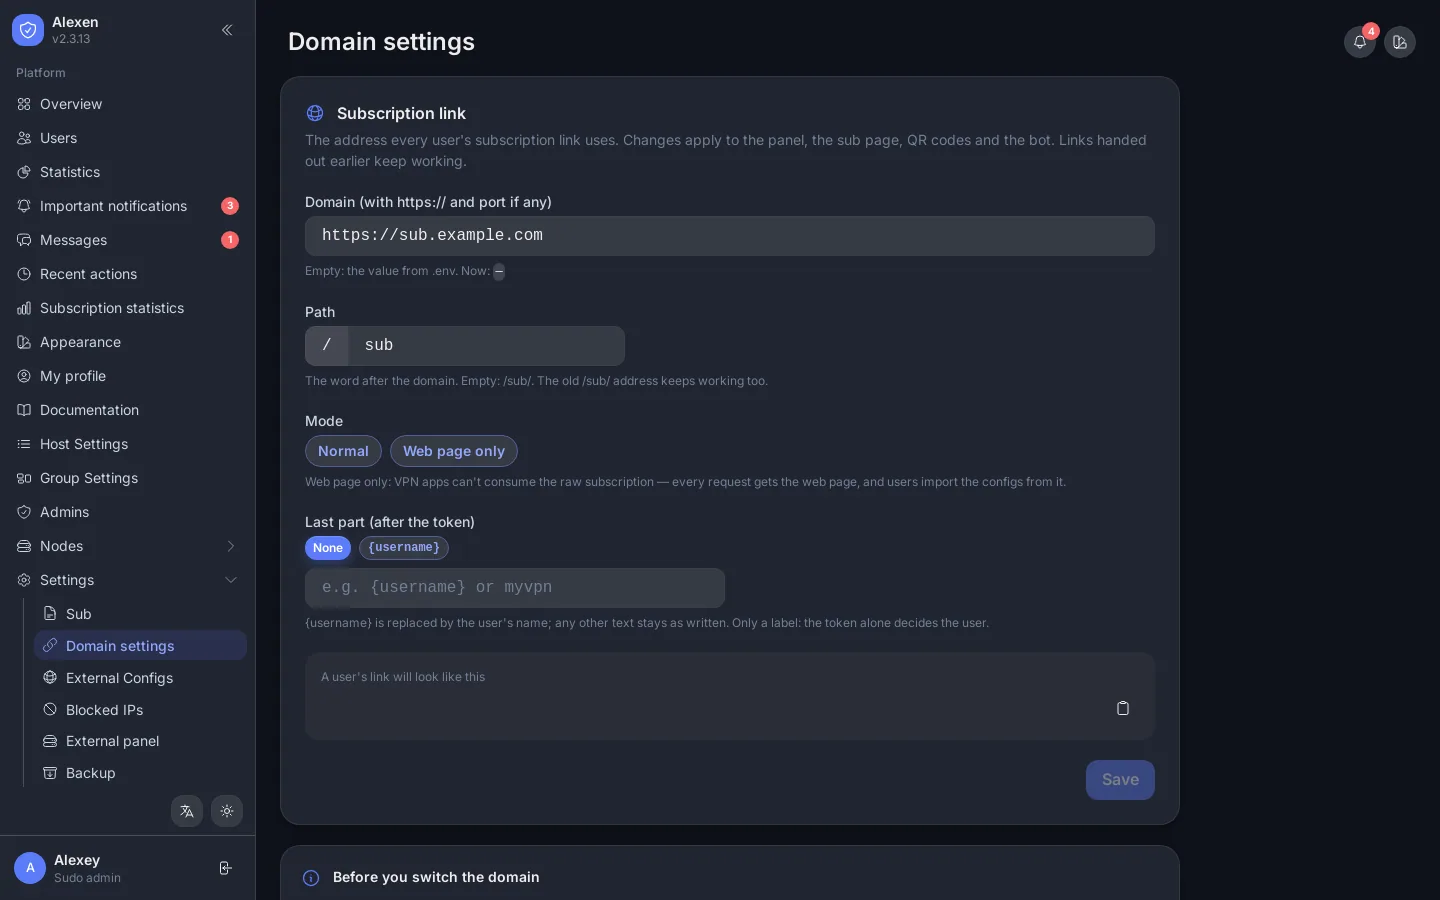 Alexen
v2.3.13
Platform
Overview
Users
Statistics
Important notifications 3
Messages 1
Recent actions
Subscription statistics
Appearance
My profile
Documentation
Host Settings
Group Settings
Admins
Nodes
Settings
Sub
Domain settings
External Configs
Blocked IPs
External panel
Backup
A
Alexey
Sudo admin
Domain settings
4
Subscription link
The address every user's subscription link uses. Changes apply to the panel, the sub page, QR codes and the bot. Links handed
out earlier keep working.
Domain (with https:// and port if any)
https://sub.example.com
Empty: the value from .env. Now: —
Path
/ sub
The word after the domain. Empty: /sub/. The old /sub/ address keeps working too.
Mode
Normal Web page only
Web page only: VPN apps can't consume the raw subscription — every request gets the web page, and users import the configs from it.
Last part (after the token)
None {username}
e.g. {username} or myvpn
{username} is replaced by the user's name; any other text stays as written. Only a label: the token alone decides the user.
A user's link will look like this
Save
Before you switch the domain